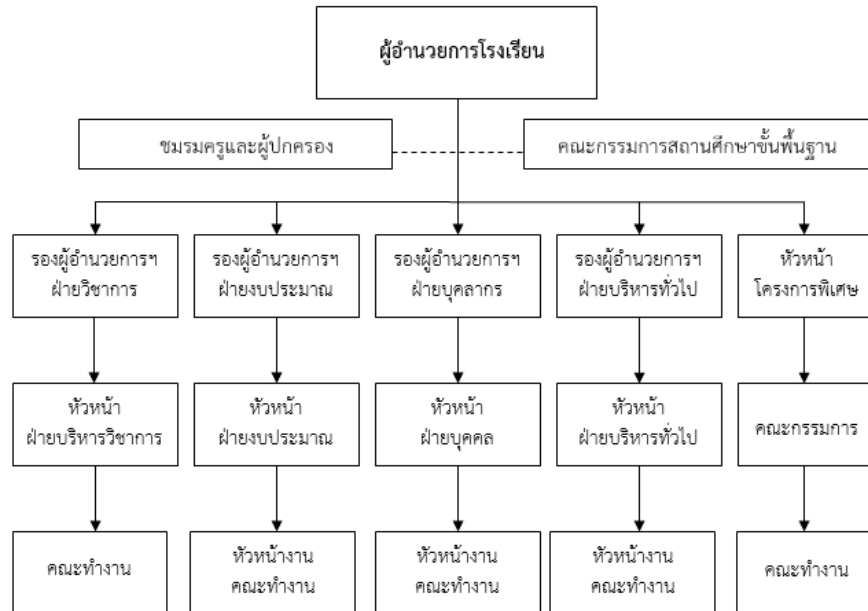 ผู้อำนวยการโรงเรียน
ชมรมครูและผู้ปกครอง
คณะกรรมการสถานศึกษาขั้นพื้นฐาน
รองผู้อำนวยการฯ
ฝ่ายวิชาการ
รองผู้อำนวยการฯ
ฝ่ายงบประมาณ
รองผู้อำนวยการฯ
ฝ่ายบุคลากร
รองผู้อำนวยการฯ
ฝ่ายบริหารทั่วไป
หัวหน้า
โครงการพิเศษ
หัวหน้า
ฝ่ายบริหารวิชาการ
หัวหน้า
ฝ่ายงบประมาณ
หัวหน้า
ฝ่ายบุคคล
หัวหน้า
ฝ่ายบริหารทั่วไป
คณะกรรมการ
คณะทำงาน
หัวหน้างาน
คณะทำงาน
หัวหน้างาน
คณะทำงาน
หัวหน้างาน
คณะทำงาน
คณะทำงาน